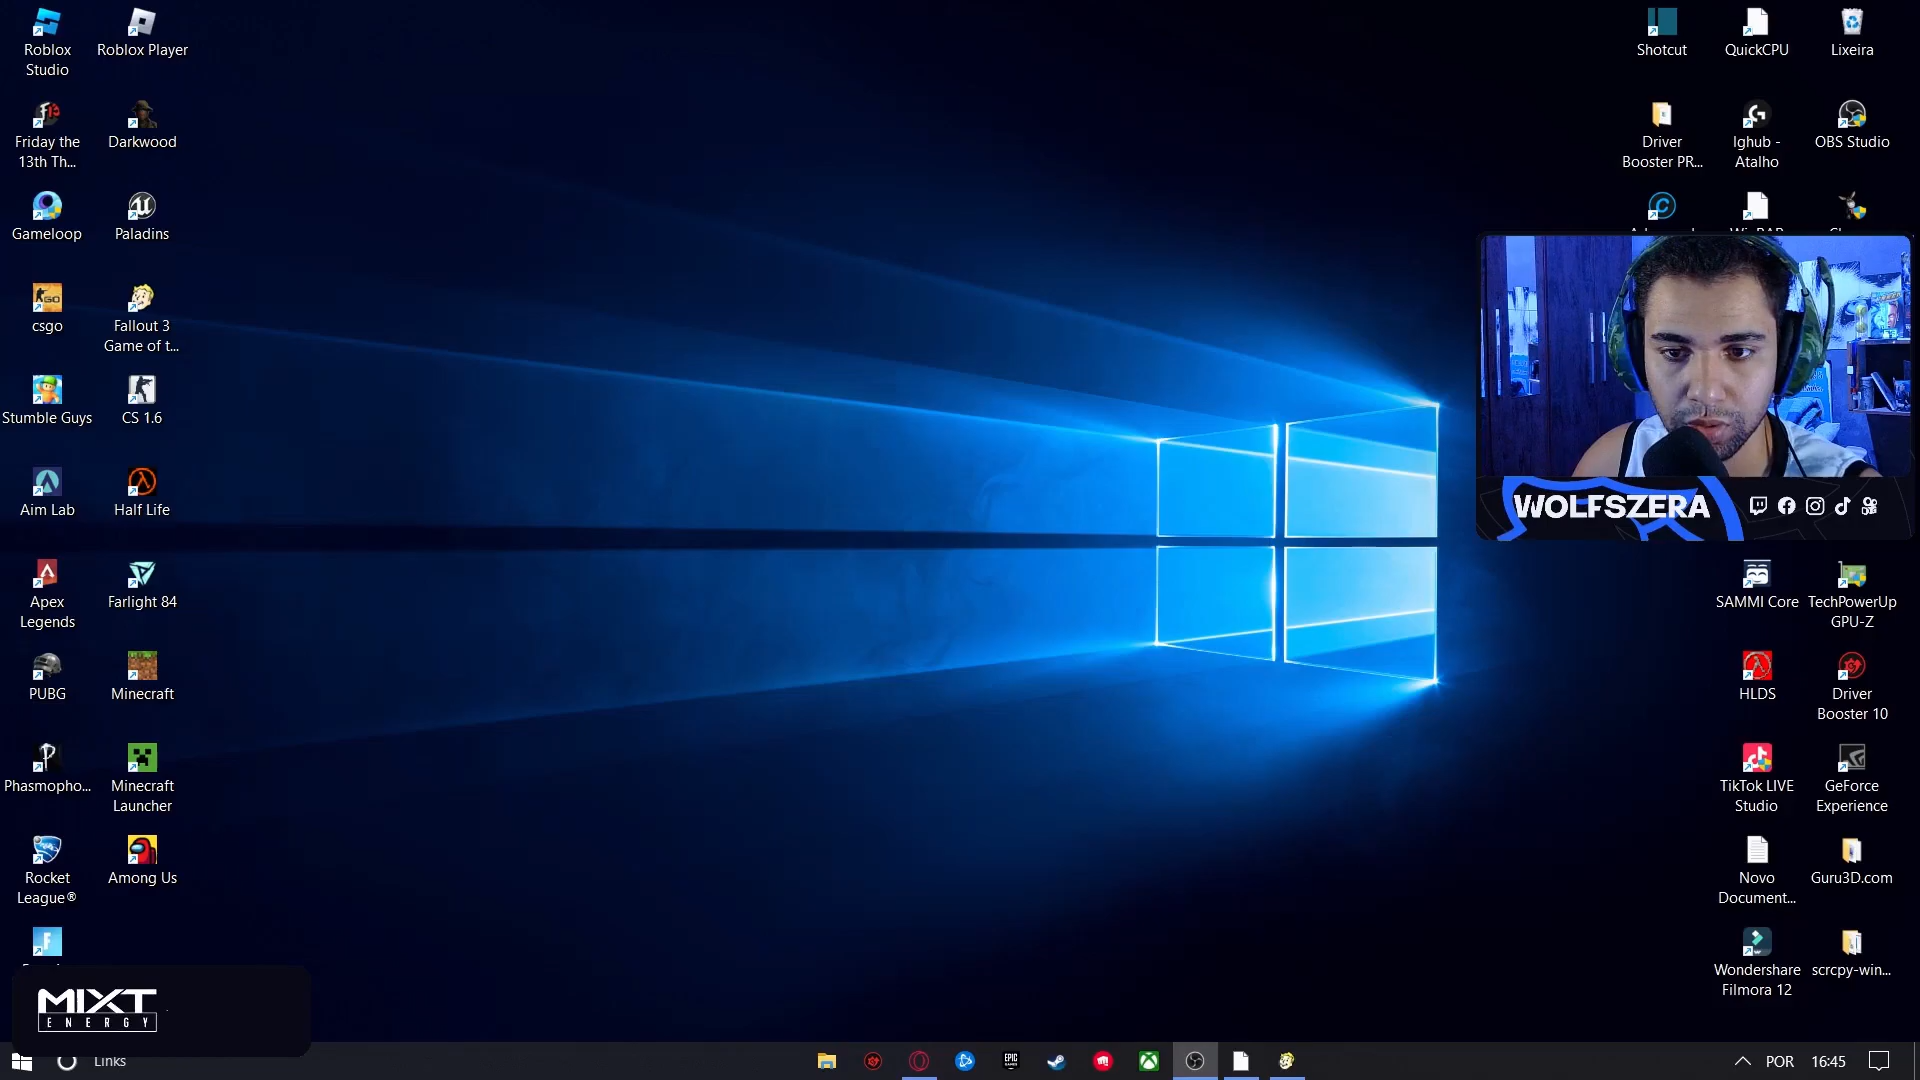 Roblox
Studio
Roblox Player
Friday the
13th Th...
Darkwood
Gameloop
Paladins
csgo
Fallout 3
Game of t...
Stumble Guys
CS 1.6
Aim Lab
Half Life
Apex
Legends
Farlight 84
PUBG
Minecraft
Phasmopho...
Minecraft
Launcher
Rocket
League®
Among Us
MIXT
ENERGY
Shotcut
QuickCPU
Lixeira
Driver
Booster PR...
lghub -
Atalho
OBS Studio
WOLFSZERA
SAMMI Core
TechPowerUp
GPU-Z
HLDS
Driver
Booster 10
TikTok LIVE
Studio
GeForce
Experience
Novo
Document...
Guru3D.com
Wondershare
Filmora 12
scrcpy-win...
Links
EPIC
GAMES
POR
16:45